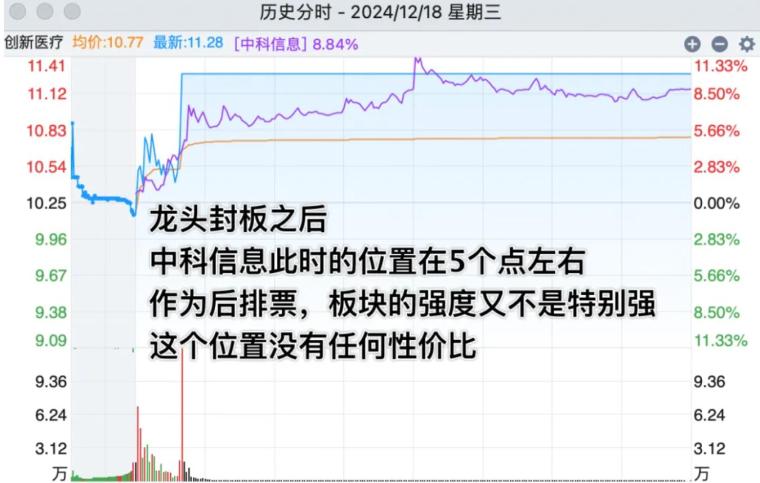 历史分时 - 2024/12/18 星期三
创新医疗 均价:10.77 最新:11.28 [中科信息] 8.84%
11.41 11.33%
11.12 8.50%
10.83 5.66%
10.54 2.83%
10.25 0.00%
9.96 2.83%
9.67 5.66%
9.38 8.50%
9.09 11.33%
龙头封板之后
中科信息此时的位置在5个点左右
作为后排票，板块的强度又不是特别强
这个位置没有任何性价比
9.36 9.36
6.24 6.24
3.12 3.12
万 万